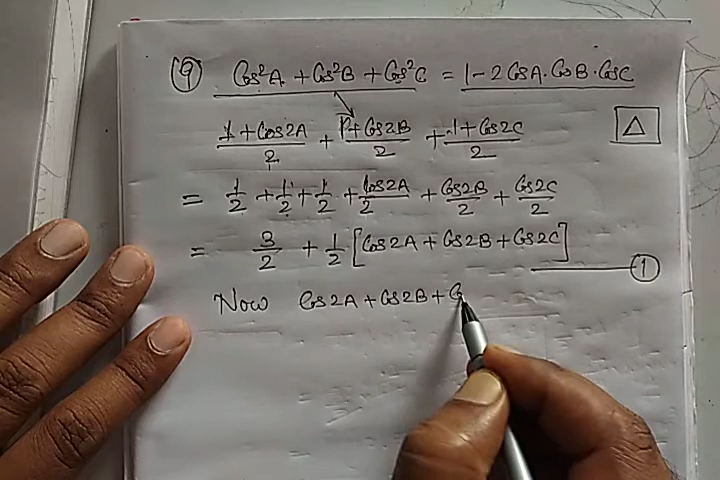 9 Cos²A + Cos²B + Cos²C = 1 - 2 CosA. CosB. CosC
1 + Cos2A/2 + 1 + Cos2B/2 + 1 + Cos2C/2 Δ
= 1/2 + 1/2 + 1/2 + Cos2A/2 + Cos2B/2 + Cos2C/2
= 3/2 + 1/2 [Cos2A + Cos2B + Cos2C] 1
Now Cos2A + Cos2B + Co